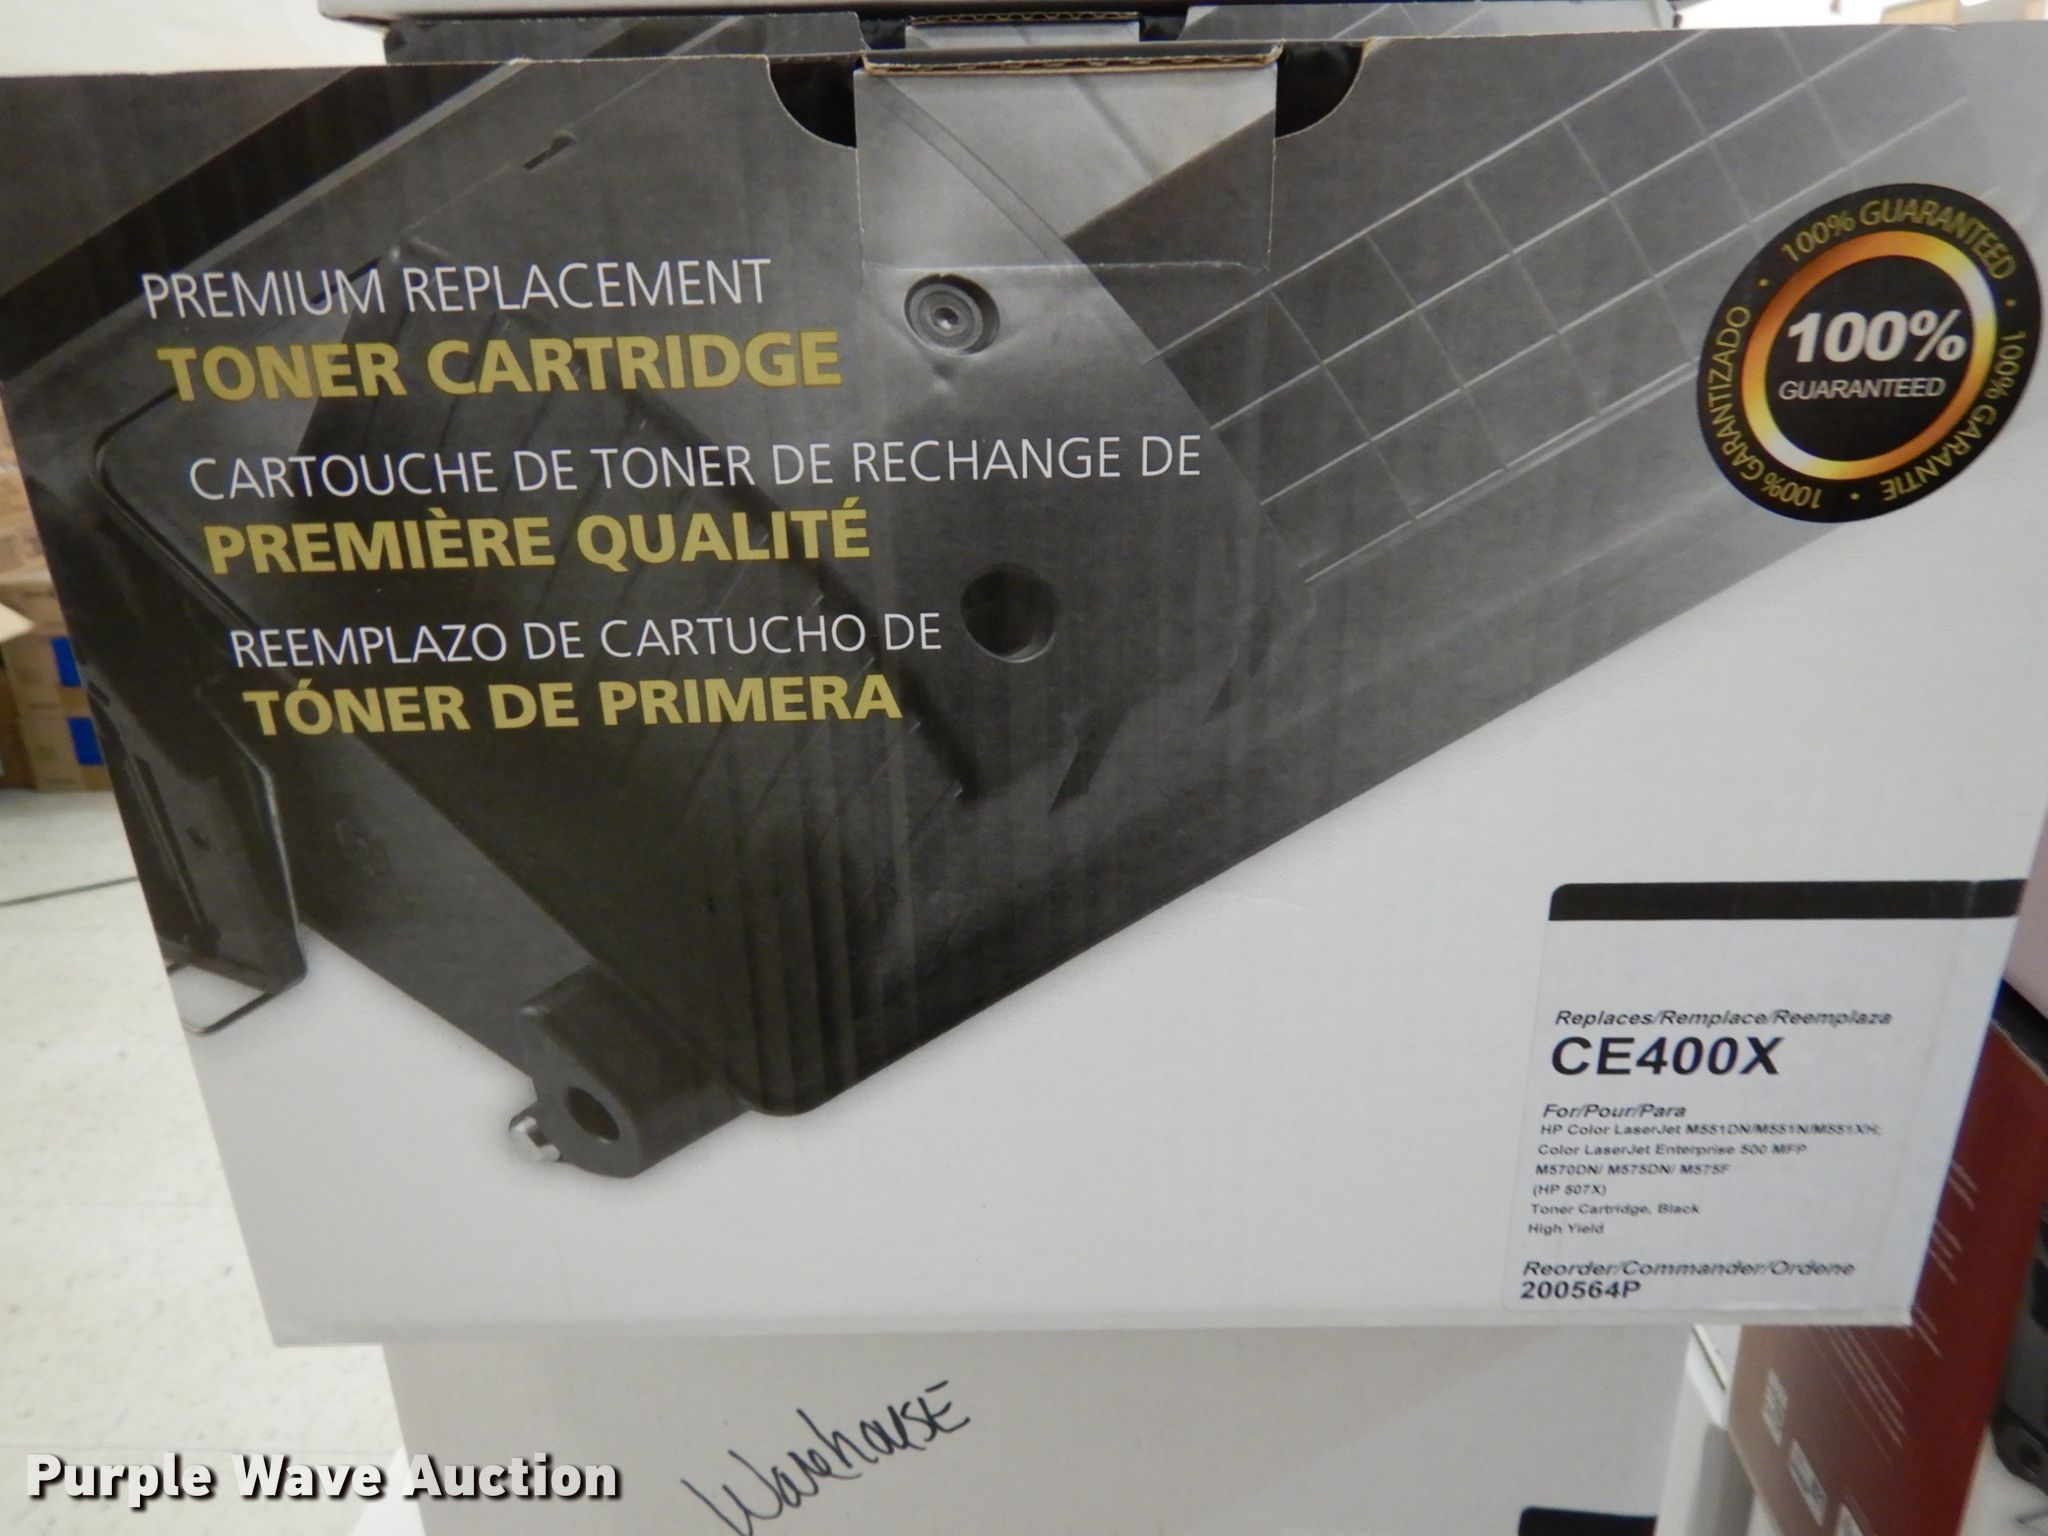 PREMIUM REPLACEMENT
TONER CARTRIDGE
CARTOUCHE DE TONER DE RECHANGE DE
PREMIÈRE QUALITÉ
REEMPLAZO DE CARTUCHO DE
TÓNER DE PRIMERA
100% GUARANTEED · 100% GARANTIE · 100% GARANTIZADO ·
100%
GUARANTEED
Replaces/Remplace/Reemplaza
CE400X
For/Pour/Para
HP Color LaserJet M551DN/M551N/M551XH;
Color LaserJet Enterprise 500 MFP
M570DN/ M575DN/ M575F
(HP 507X)
Toner Cartridge, Black
High Yield
Reorder/Commander/Ordene
200564P
WarehousE
Purple Wave Auction